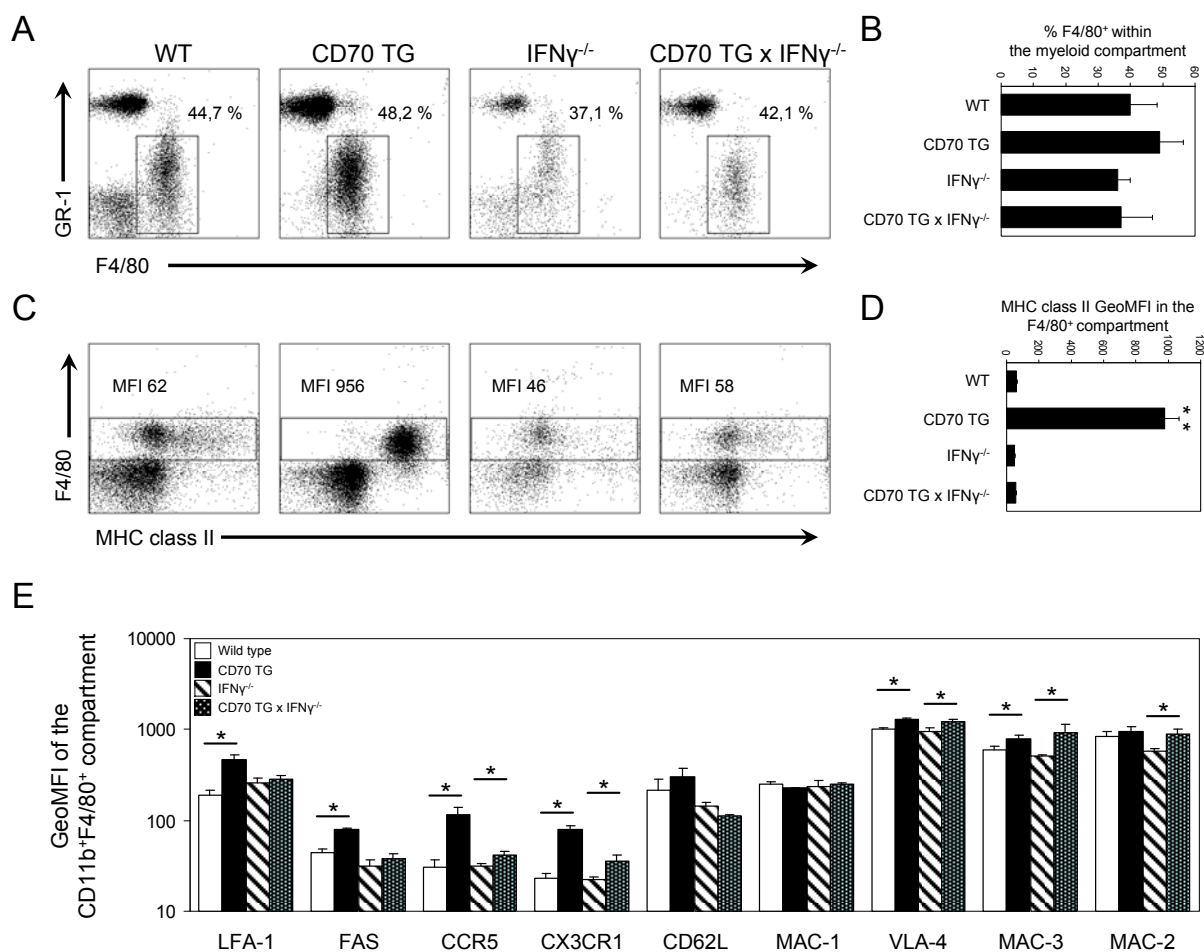 A
WT
CD70 TG
IFNγ-/-
CD70 TG x IFNγ-/-
44,7 %
48,2 %
37,1 %
42,1 %
GR-1
F4/80
B
% F4/80+ within
the myeloid compartment
0 10 20 30 40 50 60
WT
CD70 TG
IFNγ-/-
CD70 TG x IFNγ-/-
C
MFI 62
MFI 956
MFI 46
MFI 58
F4/80
MHC class II
D
MHC class II GeoMFI in the
F4/80+ compartment
0 200 400 600 800 1000 1200
WT
CD70 TG
**
IFNγ-/-
CD70 TG x IFNγ-/-
E
GeoMFI of the
CD11b+F4/80+ compartment
10000
1000
100
10
Wild type
CD70 TG
IFNγ-/-
CD70 TG x IFNγ-/-
* * * * * * * * * *
LFA-1 FAS CCR5 CX3CR1 CD62L MAC-1 VLA-4 MAC-3 MAC-2